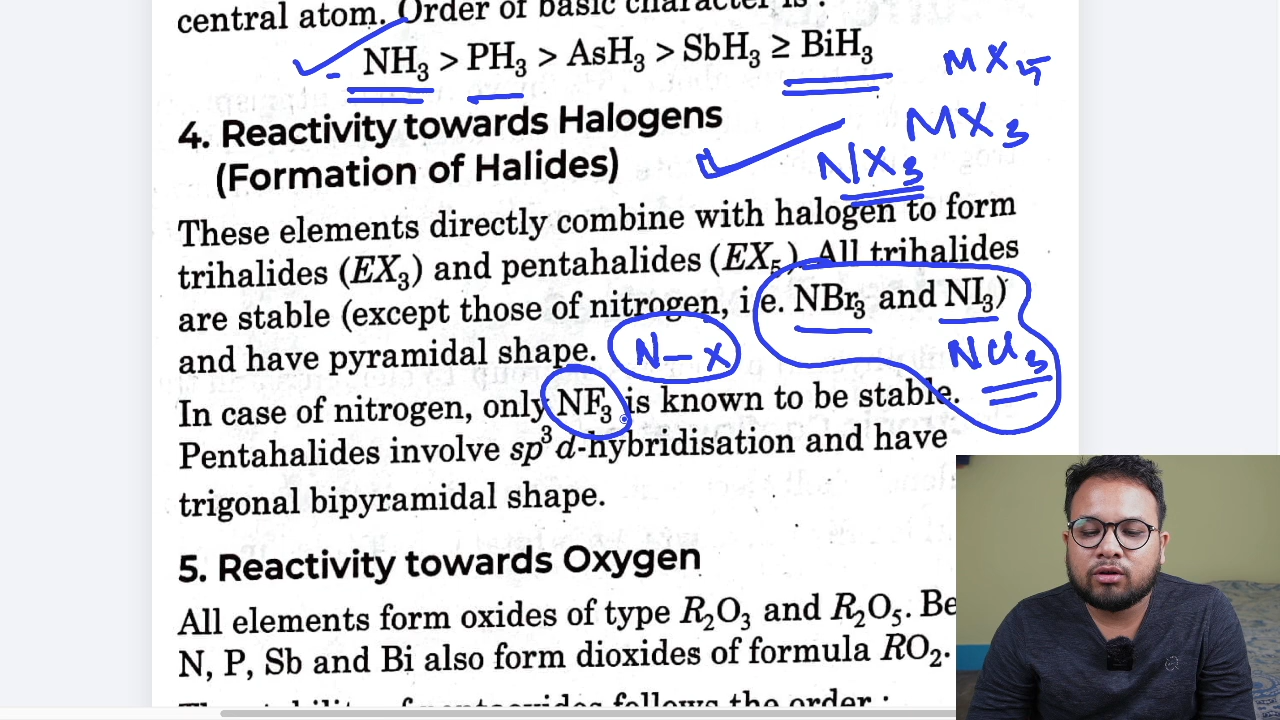 central atom. Order of basic character is :
NH₃ > PH₃ > AsH₃ > SbH₃ ≥ BiH₃
MX₅
4. Reactivity towards Halogens
MX₃
(Formation of Halides)
NX₃
These elements directly combine with halogen to form
trihalides (EX₃) and pentahalides (EX₅). All trihalides
are stable (except those of nitrogen, i.e. NBr₃ and NI₃)
and have pyramidal shape.
N–X
NCl₃
In case of nitrogen, only NF₃ is known to be stable.
Pentahalides involve sp³d-hybridisation and have
trigonal bipyramidal shape.
5. Reactivity towards Oxygen
All elements form oxides of type R₂O₃ and R₂O₅. Be
N, P, Sb and Bi also form dioxides of formula RO₂.
follows the order :